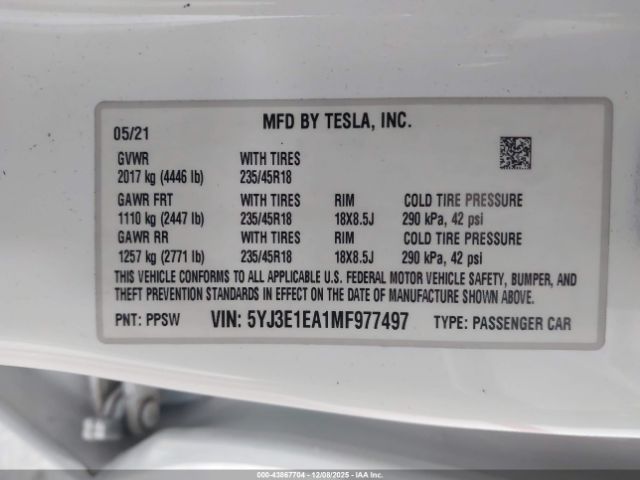 MFD BY TESLA, INC.
05/21
GVWR WITH TIRES
2017 kg (4446 lb) 235/45R18
GAWR FRT WITH TIRES RIM COLD TIRE PRESSURE
1110 kg (2447 lb) 235/45R18 18X8.5J 290 kPa, 42 psi
GAWR RR WITH TIRES RIM COLD TIRE PRESSURE
1257 kg (2771 lb) 235/45R18 18X8.5J 290 kPa, 42 psi
THIS VEHICLE CONFORMS TO ALL APPLICABLE U.S. FEDERAL MOTOR VEHICLE SAFETY, BUMPER, AND
THEFT PREVENTION STANDARDS IN EFFECT ON THE DATE OF MANUFACTURE SHOWN ABOVE.
PNT: PPSW VIN: 5YJ3E1EA1MF977497 TYPE: PASSENGER CAR
000-43867704 - 12/08/2025 - IAAI.COM